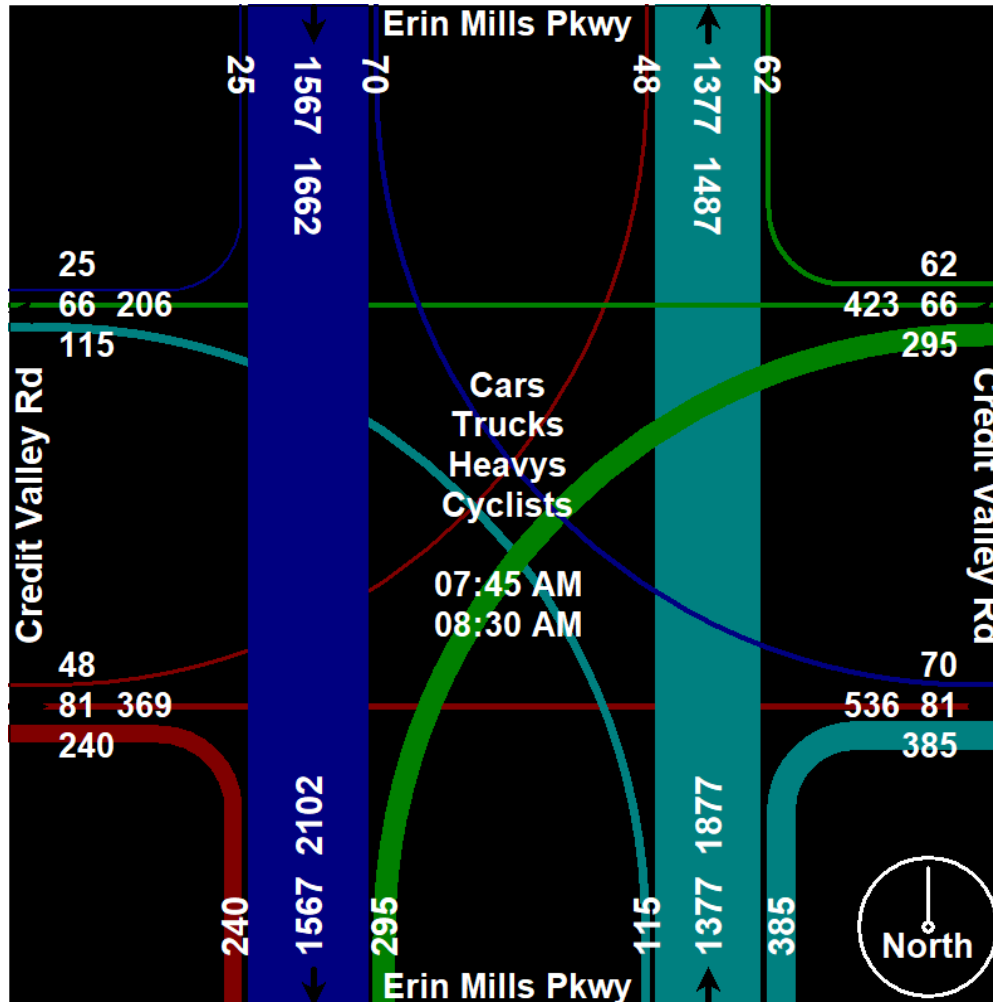 Erin Mills Pkwy
25
1567 1662
70
48
1377 1487
62
25
66 206
115
62
423 66
295
Credit Valley Rd
Cars
Trucks
Heavys
Cyclists
07:45 AM
08:30 AM
Credit Valley Rd
48
81 369
240
70
536 81
385
240
1567 2102
295
115
1377 1877
385
North
Erin Mills Pkwy